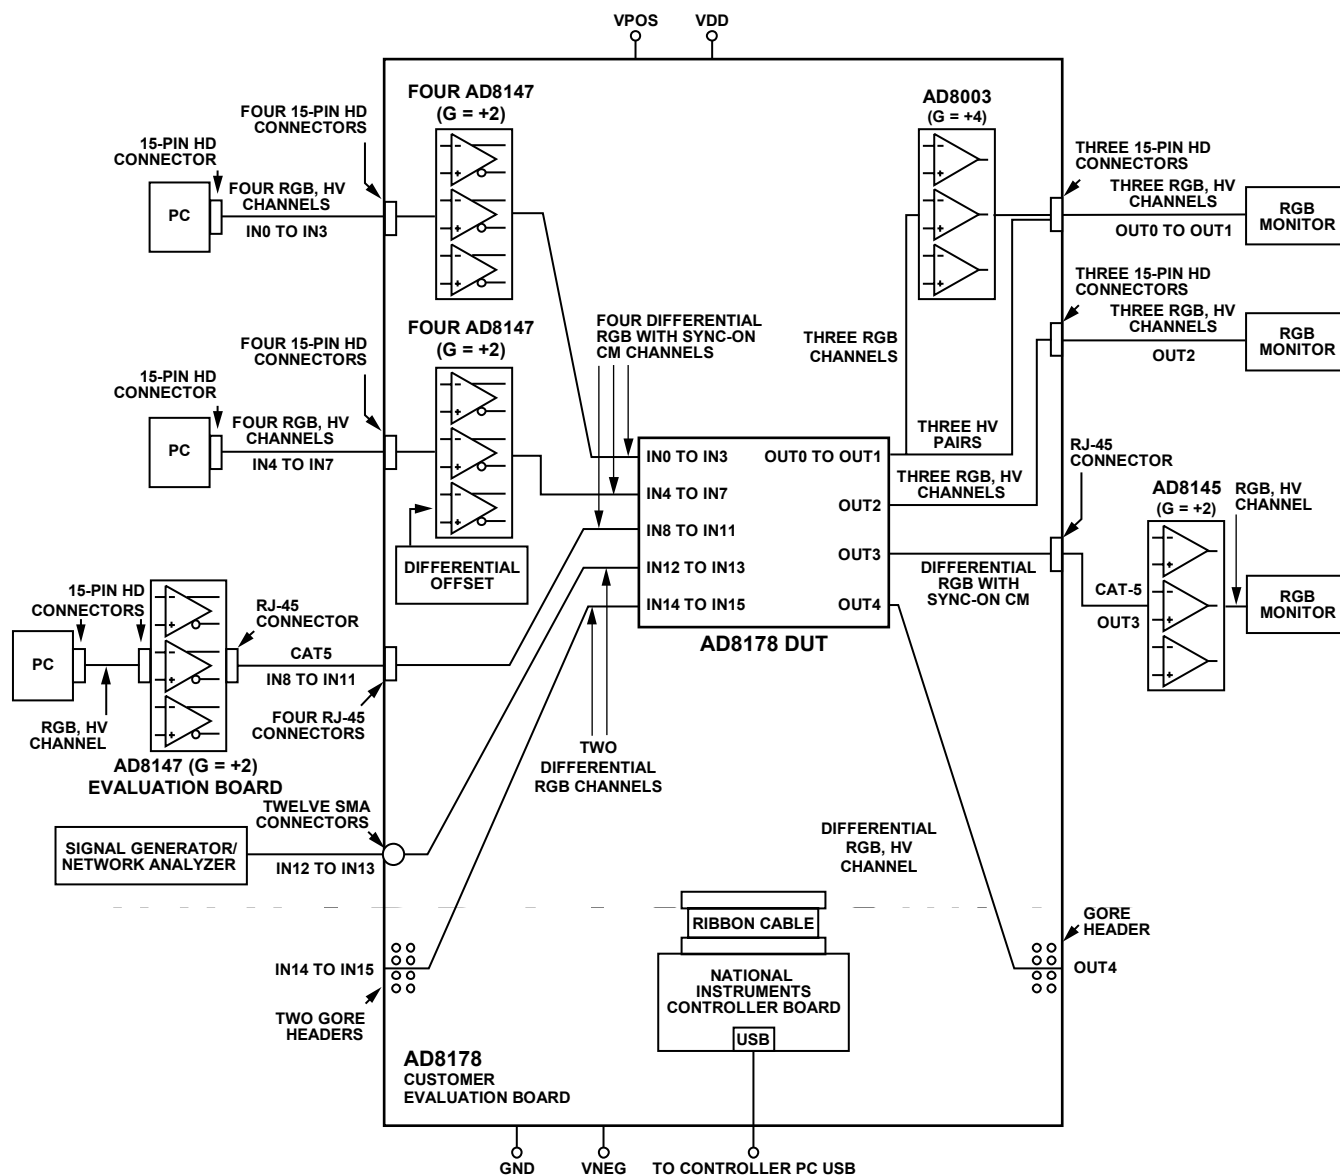 VPOS
VDD
FOUR AD8147
(G = +2)
FOUR 15-PIN HD
CONNECTORS
15-PIN HD
CONNECTOR
PC
FOUR RGB, HV
CHANNELS
IN0 TO IN3
AD8003
(G = +4)
THREE 15-PIN HD
CONNECTORS
THREE RGB, HV
CHANNELS
OUT0 TO OUT1
RGB
MONITOR
THREE 15-PIN HD
CONNECTORS
THREE RGB, HV
CHANNELS
OUT2
RGB
MONITOR
FOUR AD8147
(G = +2)
FOUR 15-PIN HD
CONNECTORS
15-PIN HD
CONNECTOR
PC
FOUR RGB, HV
CHANNELS
IN4 TO IN7
DIFFERENTIAL
OFFSET
FOUR DIFFERENTIAL
RGB WITH SYNC-ON
CM CHANNELS
THREE RGB
CHANNELS
THREE HV
PAIRS
IN0 TO IN3
IN4 TO IN7
IN8 TO IN11
IN12 TO IN13
IN14 TO IN15
OUT0 TO OUT1
OUT2
OUT3
OUT4
AD8178 DUT
THREE RGB, HV
CHANNELS
DIFFERENTIAL
RGB WITH
SYNC-ON CM
RJ-45
CONNECTOR
CAT-5
OUT3
AD8145
(G = +2)
RGB, HV
CHANNEL
RGB
MONITOR
15-PIN HD
CONNECTORS
PC
RGB, HV
CHANNEL
RJ-45
CONNECTOR
CAT5
IN8 TO IN11
FOUR RJ-45
CONNECTORS
AD8147 (G = +2)
EVALUATION BOARD
TWO
DIFFERENTIAL
RGB CHANNELS
TWELVE SMA
CONNECTORS
SIGNAL GENERATOR/
NETWORK ANALYZER
IN12 TO IN13
DIFFERENTIAL
RGB, HV
CHANNEL
IN14 TO IN15
TWO GORE
HEADERS
RIBBON CABLE
NATIONAL
INSTRUMENTS
CONTROLLER BOARD
USB
GORE
HEADER
OUT4
AD8178
CUSTOMER
EVALUATION BOARD
GND
VNEG
TO CONTROLLER PC USB